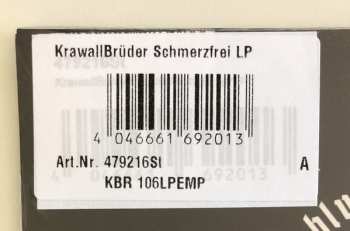 KrawallBrüder Schmerzfrei LP
4 046661 692013
Art.Nr. 479216St A
KBR 106LPEMP